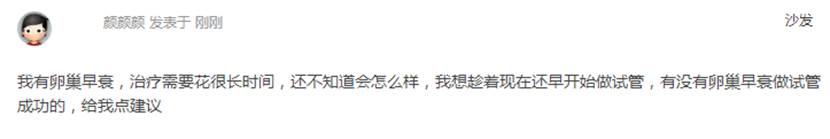 颜颜颜 发表于 刚刚
沙发
我有卵巢早衰，治疗需要花很长时间，还不知道会怎么样，我想趁着现在还早开始做试管，有没有卵巢早衰做试管
成功的，给我点建议